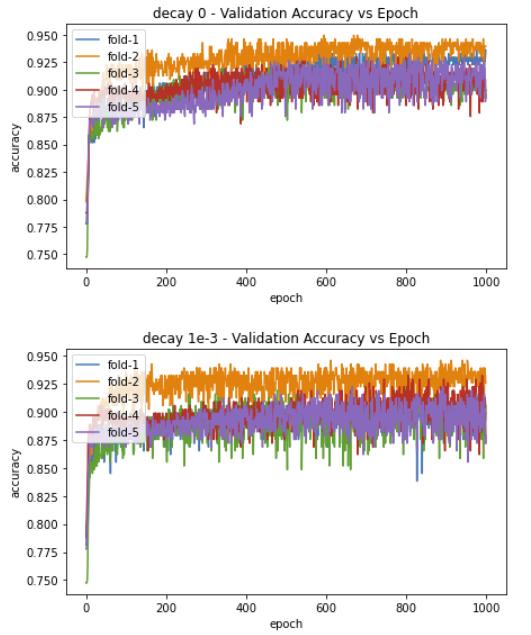 decay 0 - Validation Accuracy vs Epoch
0.950
0.925
0.900
0.875
0.850
0.825
0.800
0.775
0.750
accuracy
fold-1
fold-2
fold-3
fold-4
fold-5
0 200 400 600 800 1000
epoch
decay 1e-3 - Validation Accuracy vs Epoch
0.950
0.925
0.900
0.875
0.850
0.825
0.800
0.775
0.750
accuracy
fold-1
fold-2
fold-3
fold-4
fold-5
0 200 400 600 800 1000
epoch